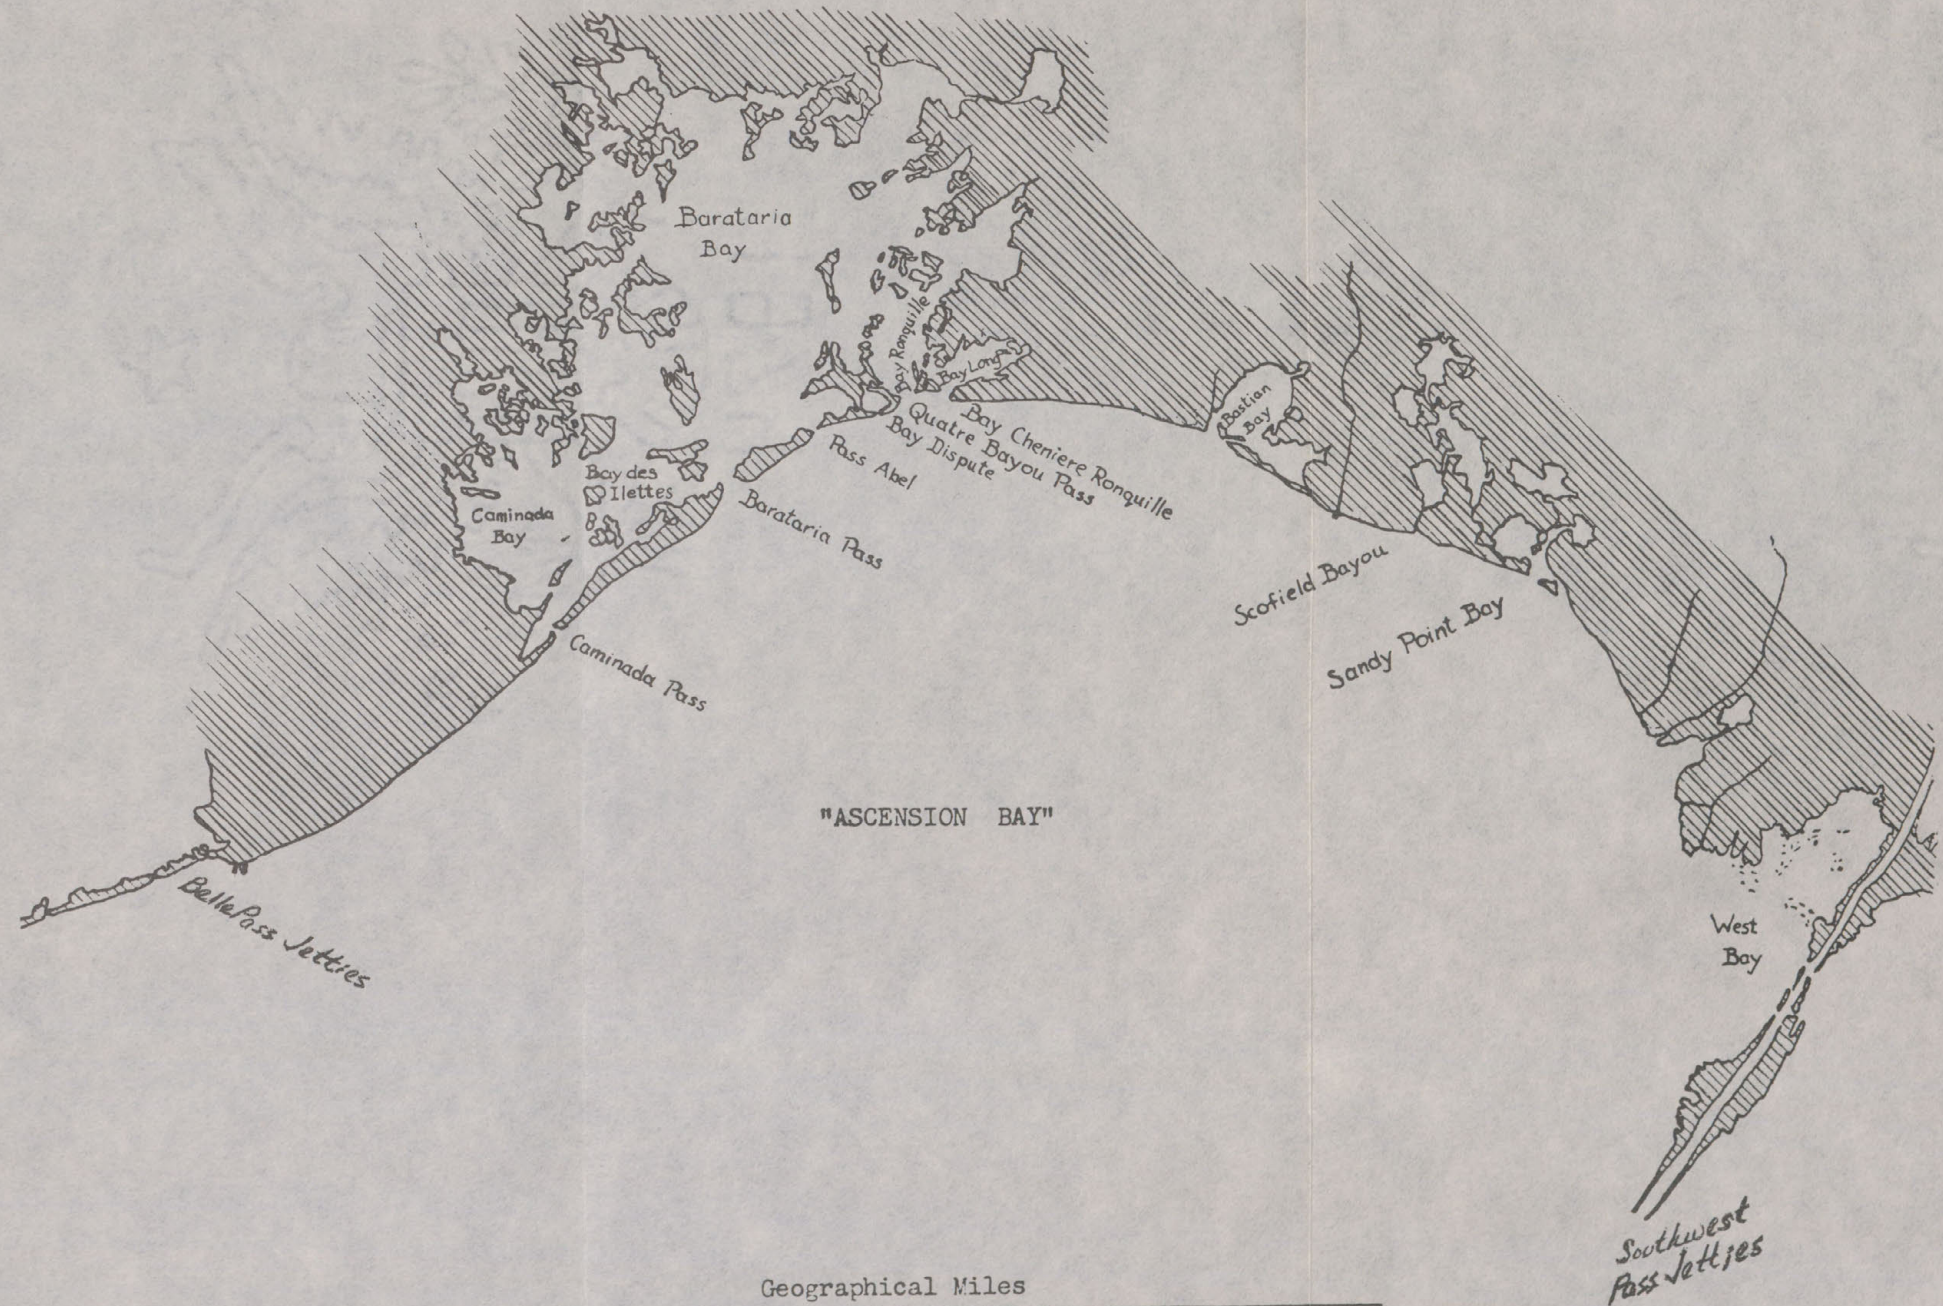 Barataria
Bay
Bay Ronquille
Bay Long
Bastian
Bay
Bay Cheniere Ronquille
Quatre Bayou Pass
Bay Dispute
Pass Abel
Bay des
Ilettes
Barataria Pass
Caminada
Bay
Caminada Pass
Scofield Bayou
Sandy Point Bay
"ASCENSION BAY"
Belle Pass Jetties
West
Bay
Southwest
Pass Jetties
Geographical Miles